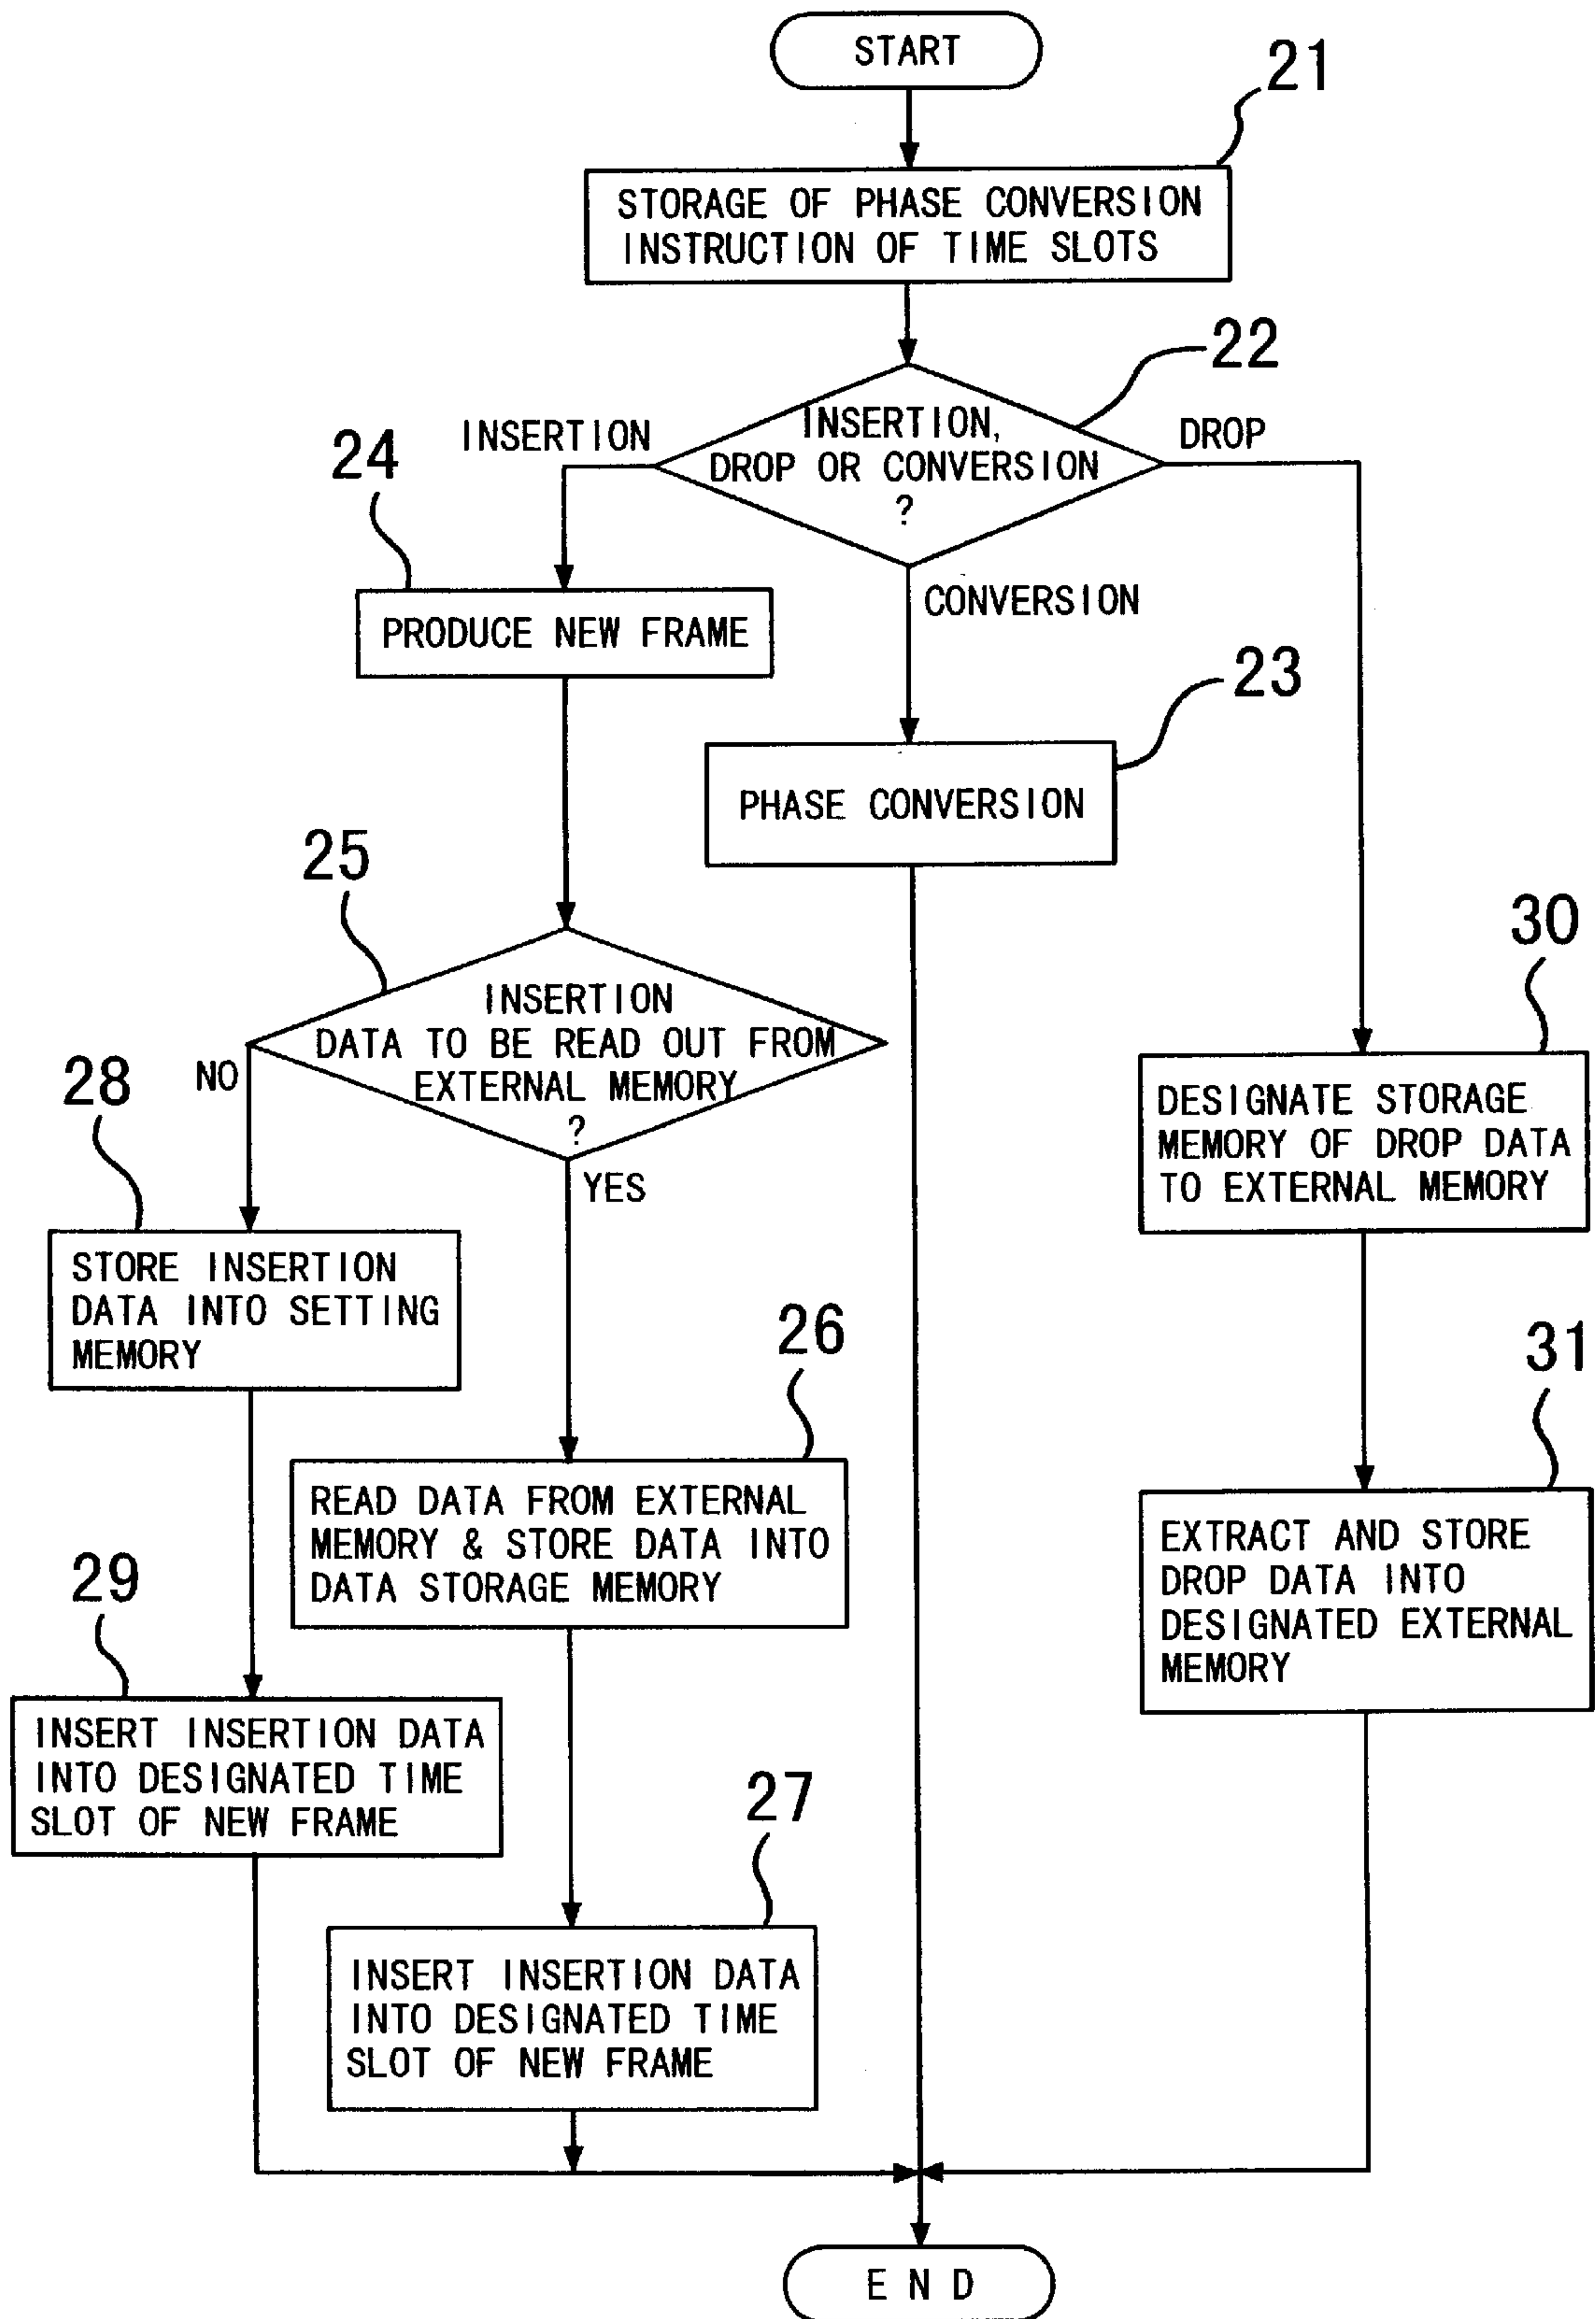 START
21
STORAGE OF PHASE CONVERSION
INSTRUCTION OF TIME SLOTS
22
INSERTION,
DROP OR CONVERSION
?
INSERTION
DROP
CONVERSION
24
PRODUCE NEW FRAME
23
PHASE CONVERSION
25
INSERTION
DATA TO BE READ OUT FROM
EXTERNAL MEMORY
?
NO
YES
30
DESIGNATE STORAGE
MEMORY OF DROP DATA
TO EXTERNAL MEMORY
28
STORE INSERTION
DATA INTO SETTING
MEMORY
26
READ DATA FROM EXTERNAL
MEMORY & STORE DATA INTO
DATA STORAGE MEMORY
31
EXTRACT AND STORE
DROP DATA INTO
DESIGNATED EXTERNAL
MEMORY
29
INSERT INSERTION DATA
INTO DESIGNATED TIME
SLOT OF NEW FRAME
27
INSERT INSERTION DATA
INTO DESIGNATED TIME
SLOT OF NEW FRAME
END